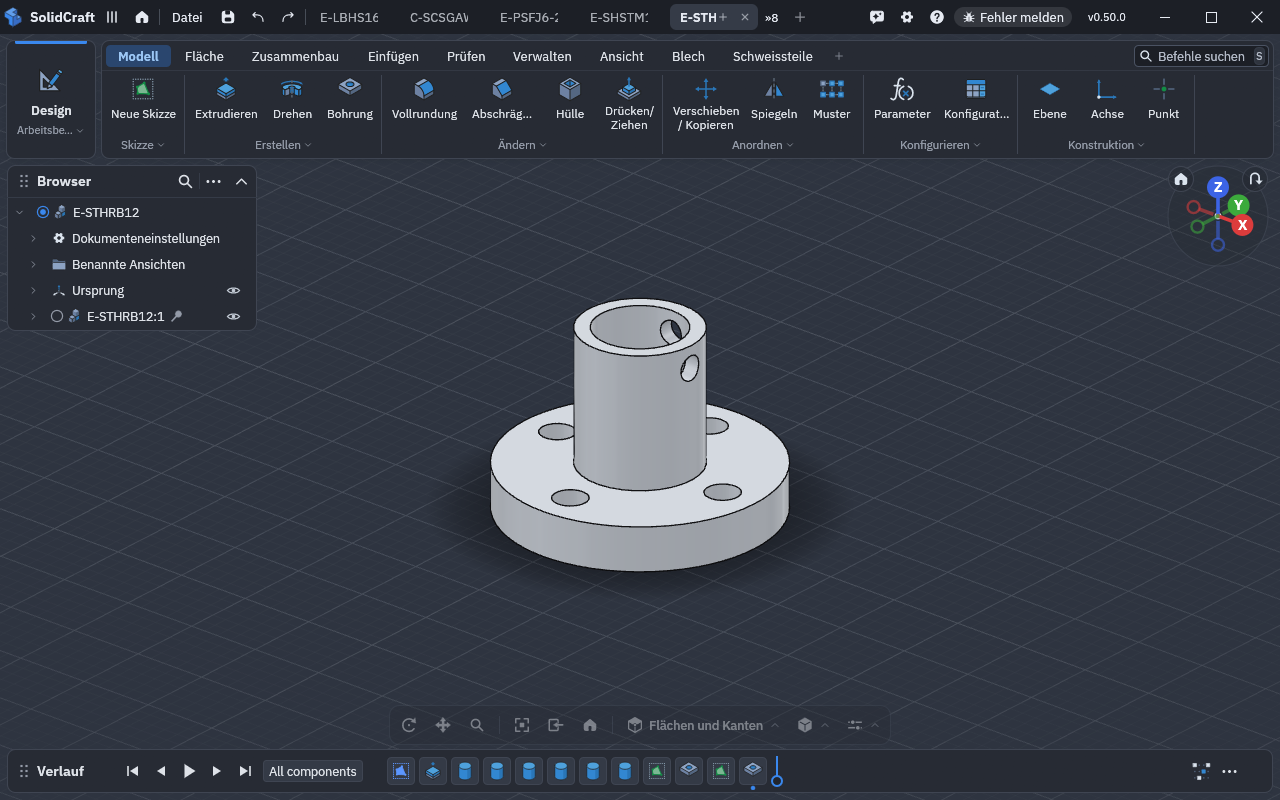 SolidCraft
Datei
E-LBHS16
C-SCSGAV
E-PSFJ6-2
E-SHSTM1
E-STH
»8
Fehler melden
v0.50.0
Design
Arbeitsbe...
Modell
Fläche
Zusammenbau
Einfügen
Prüfen
Verwalten
Ansicht
Blech
Schweissteile
Befehle suchen
S
Neue Skizze
Extrudieren
Drehen
Bohrung
Vollrundung
Abschräg...
Hülle
Drücken/
Ziehen
Verschieben
/ Kopieren
Spiegeln
Muster
Parameter
Konfigurat...
Ebene
Achse
Punkt
Skizze
Erstellen
Ändern
Anordnen
Konfigurieren
Konstruktion
Browser
E-STHRB12
Dokumenteneinstellungen
Benannte Ansichten
Ursprung
E-STHRB12:1
Z
Y
X
Flächen und Kanten
Verlauf
All components